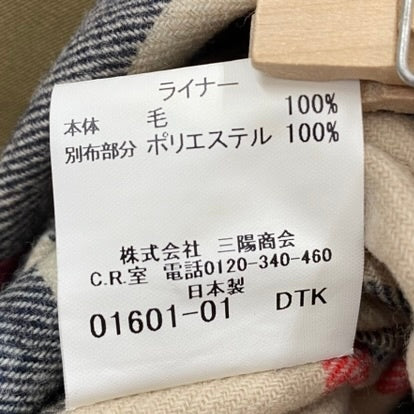 ライナー
本体 毛 100%
別布部分 ポリエステル 100%
株式会社 三陽商会
C.R.室 電話0120-340-460
日本製
01601-01 DTK